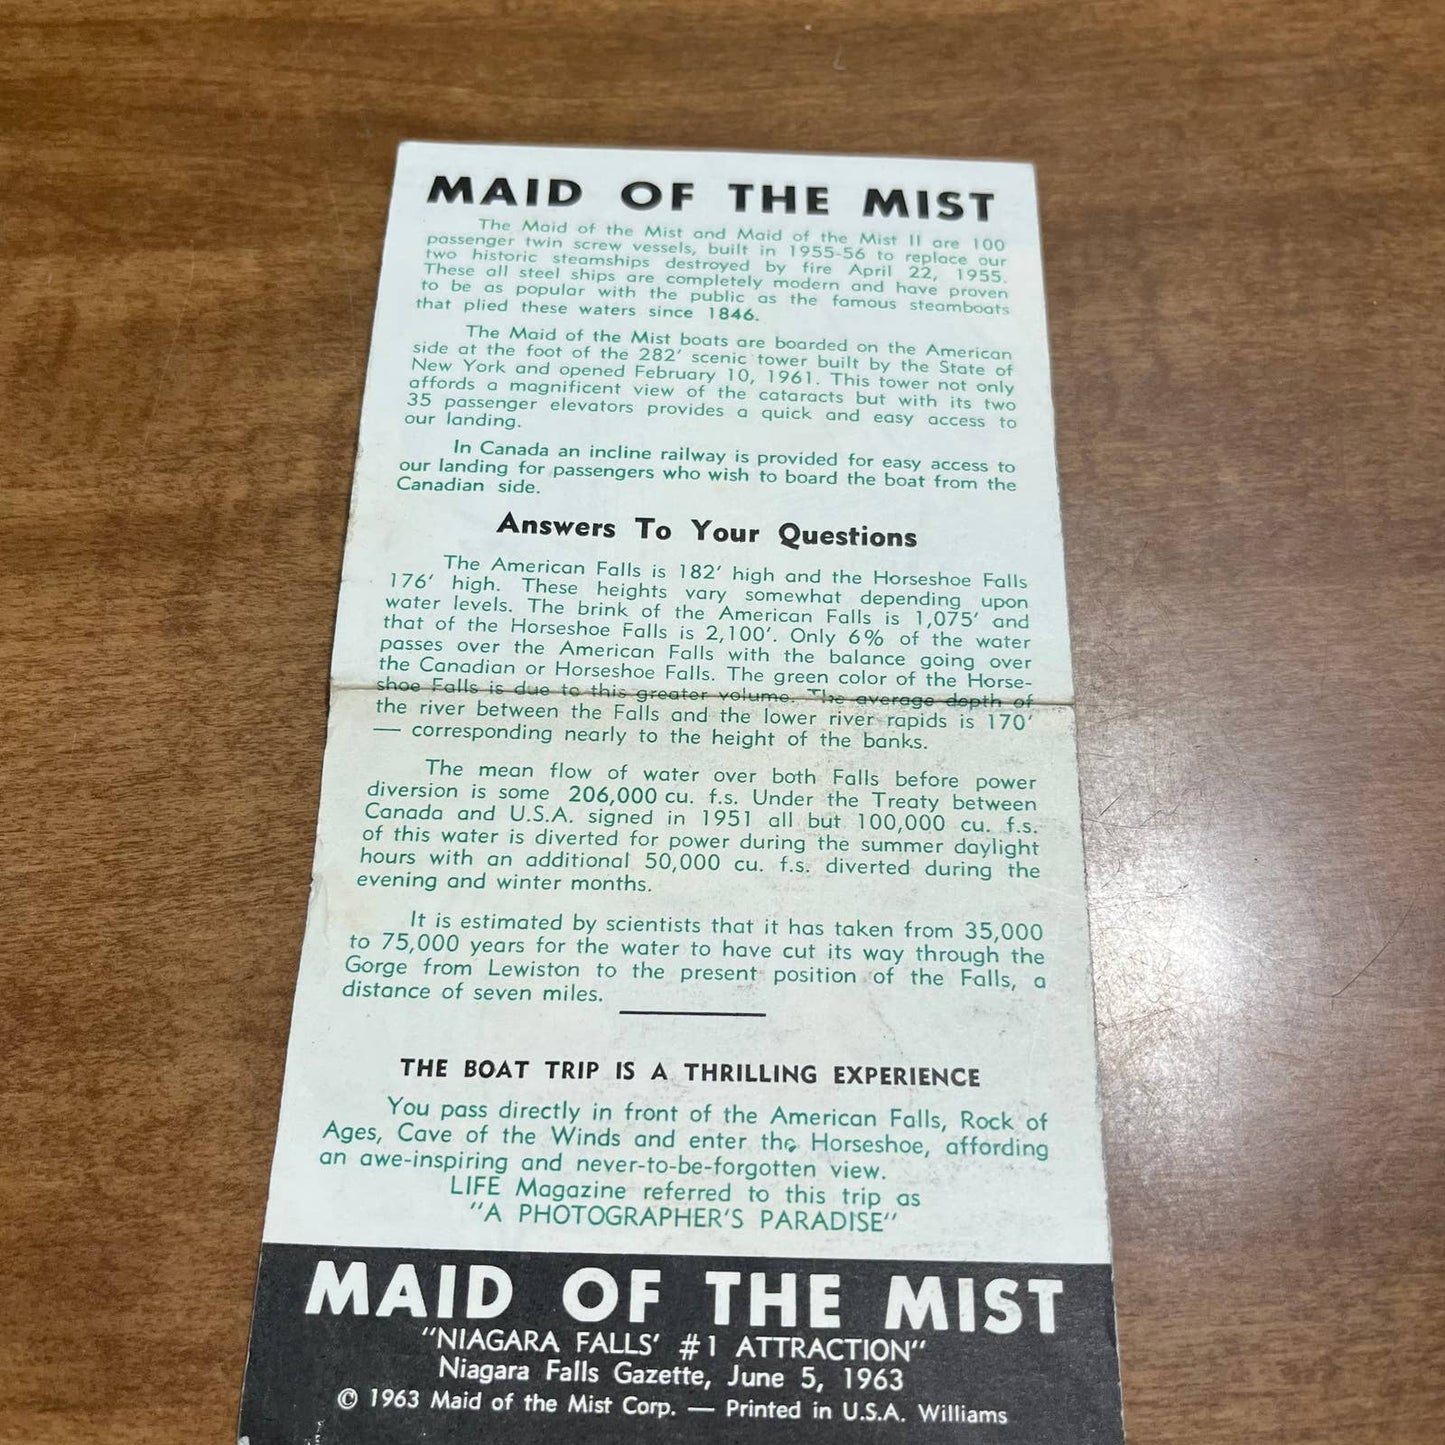 MAID OF THE MIST
The Maid of the Mist and Maid of the Mist II are 100
passenger twin screw vessels, built in 1955-56 to replace our
two historic steamships destroyed by fire April 22, 1955.
These all steel ships are completely modern and have proven
to be as popular with the public as the famous steamboats
that plied these waters since 1846.
The Maid of the Mist boats are boarded on the American
side at the foot of the 282' scenic tower built by the State of
New York and opened February 10, 1961. This tower not only
affords a magnificent view of the cataracts but with its two
35 passenger elevators provides a quick and easy access to
our landing.
In Canada an incline railway is provided for easy access to
our landing for passengers who wish to board the boat from the
Canadian side.
Answers To Your Questions
The American Falls is 182' high and the Horseshoe Falls
176' high. These heights vary somewhat depending upon
water levels. The brink of the American Falls is 1,075' and
that of the Horseshoe Falls is 2,100'. Only 6% of the water
passes over the American Falls with the balance going over
the Canadian or Horseshoe Falls. The green color of the Horse-
shoe Falls is due to this greater volume. The average depth of
the river between the Falls and the lower river rapids is 170'
— corresponding nearly to the height of the banks.
The mean flow of water over both Falls before power
diversion is some 206,000 cu. f.s. Under the Treaty between
Canada and U.S.A. signed in 1951 all but 100,000 cu. f.s.
of this water is diverted for power during the summer daylight
hours with an additional 50,000 cu. f.s. diverted during the
evening and winter months.
It is estimated by scientists that it has taken from 35,000
to 75,000 years for the water to have cut its way through the
Gorge from Lewiston to the present position of the Falls, a
distance of seven miles.
THE BOAT TRIP IS A THRILLING EXPERIENCE
You pass directly in front of the American Falls, Rock of
Ages, Cave of the Winds and enter the Horseshoe, affording
an awe-inspiring and never-to-be-forgotten view.
LIFE Magazine referred to this trip as
"A PHOTOGRAPHER'S PARADISE"
MAID OF THE MIST
"NIAGARA FALLS' #1 ATTRACTION"
Niagara Falls Gazette, June 5, 1963
© 1963 Maid of the Mist Corp. — Printed in U.S.A. Williams